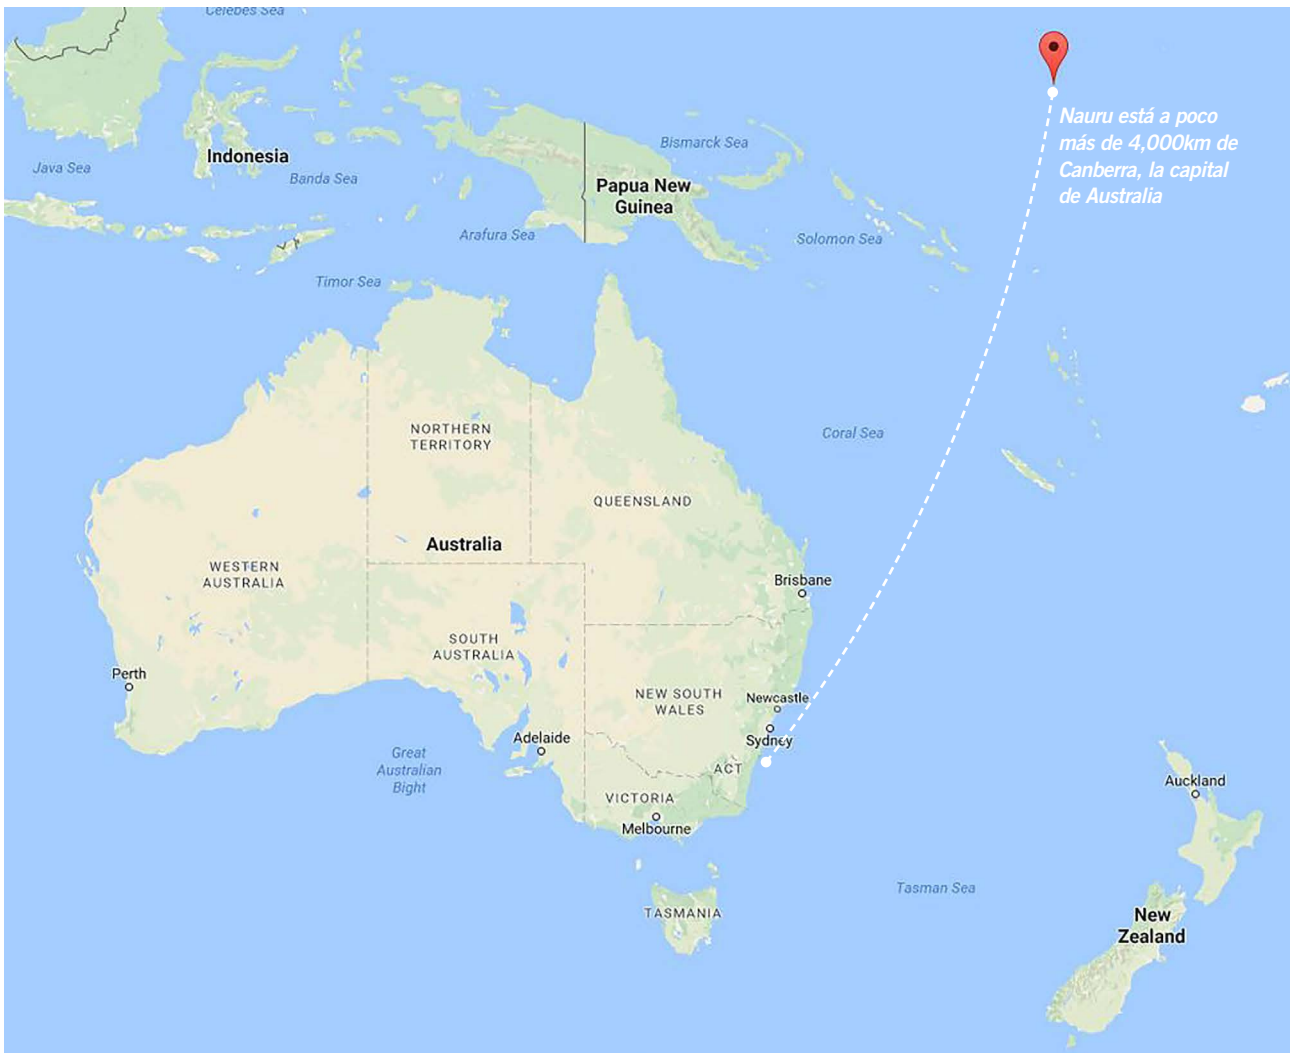 Celebes Sea
Nauru está a poco
más de 4,000km de
Canberra, la capital
de Australia
Bismarck Sea
Indonesia
Java Sea
Banda Sea
Papua New
Guinea
Arafura Sea
Solomon Sea
Timor Sea
NORTHERN
TERRITORY
Coral Sea
QUEENSLAND
Australia
WESTERN
AUSTRALIA
Brisbane
SOUTH
AUSTRALIA
Perth
NEW SOUTH
WALES
Newcastle
Adelaide
Sydney
Great
Australian
Bight
ACT
Auckland
VICTORIA
Melbourne
Tasman Sea
TASMANIA
New
Zealand